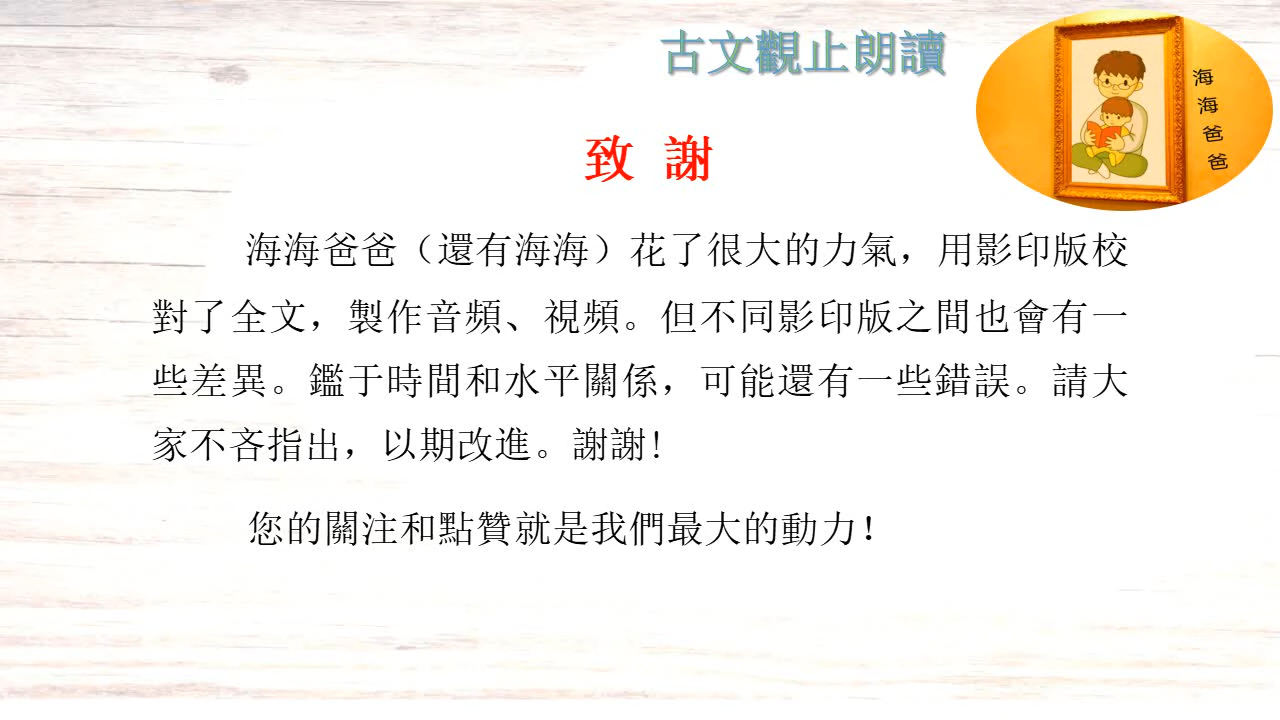 古文觀止朗讀
海海爸爸
致 謝
海海爸爸（還有海海）花了很大的力氣，用影印版校
對了全文，製作音頻、視頻。但不同影印版之間也會有一
些差異。鑑于時間和水平關係，可能還有一些錯誤。請大
家不吝指出，以期改進。謝謝！
您的關注和點贊就是我們最大的動力！